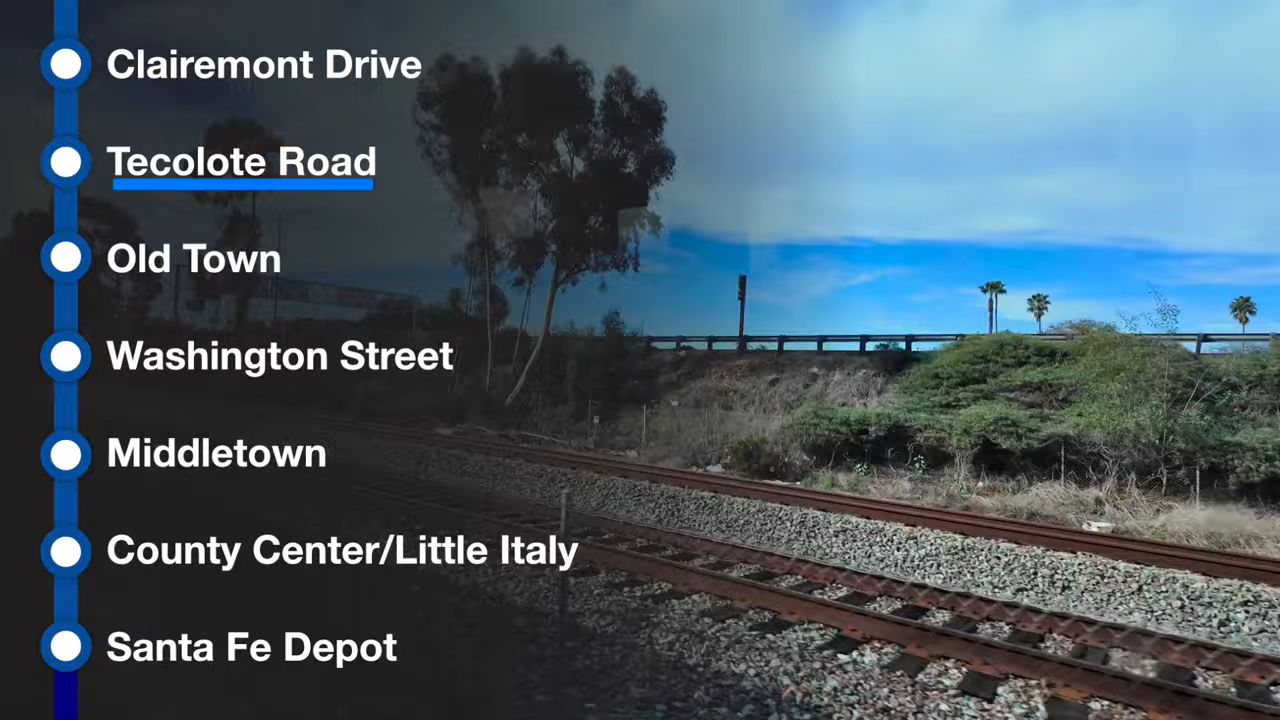 Clairemont Drive
Tecolote Road
Old Town
Washington Street
Middletown
County Center/Little Italy
Santa Fe Depot